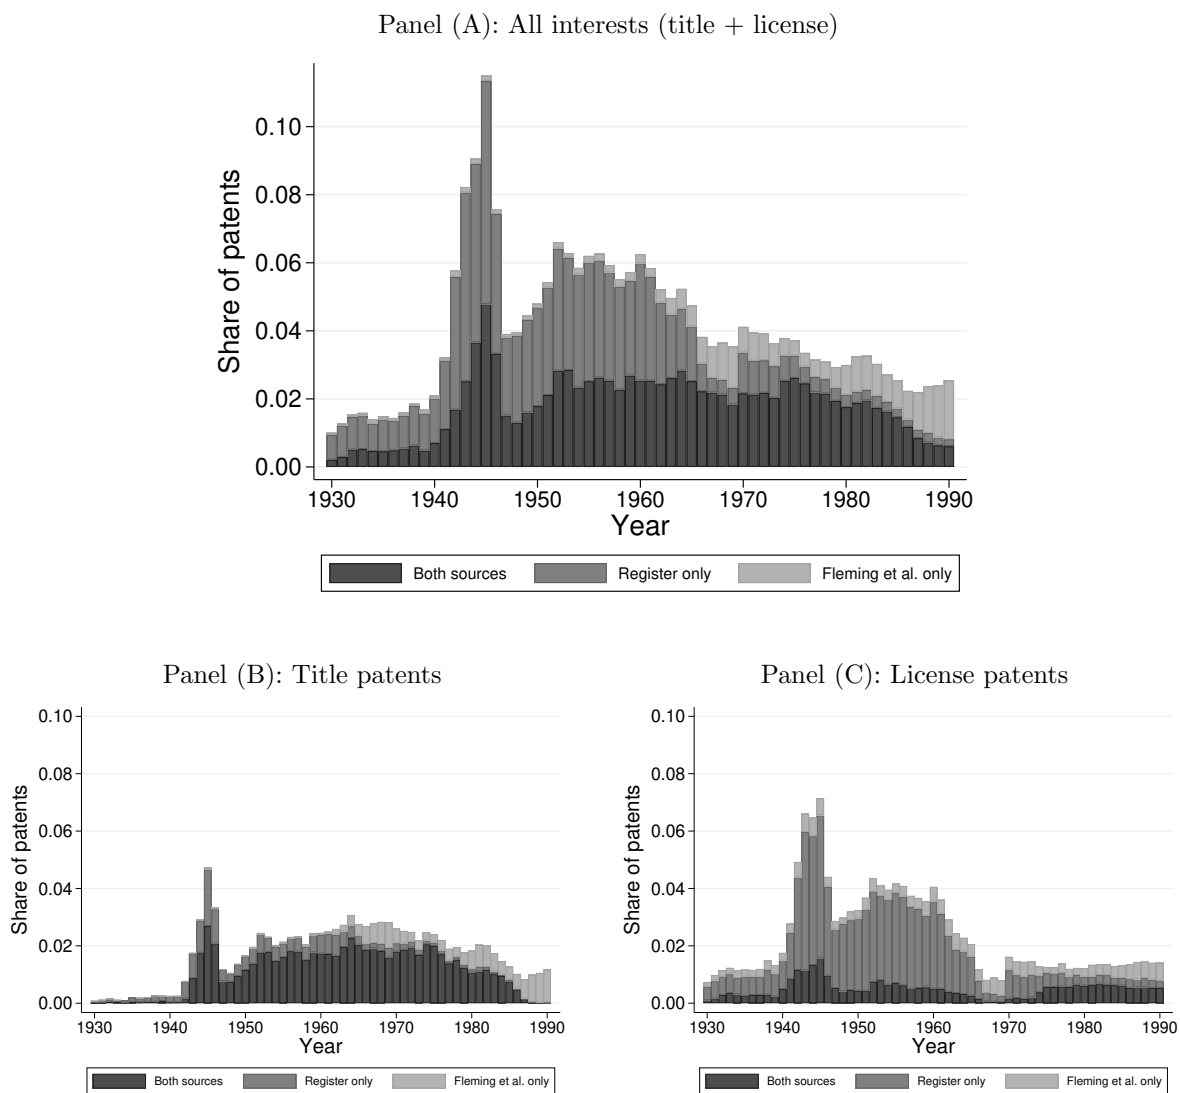 Panel (A): All interests (title + license)
Share of patents
0.10
0.08
0.06
0.04
0.02
0.00
1930 1940 1950 1960 1970 1980 1990
Year
Both sources Register only Fleming et al. only
Panel (B): Title patents
Share of patents
0.10
0.08
0.06
0.04
0.02
0.00
1930 1940 1950 1960 1970 1980 1990
Year
Both sources Register only Fleming et al. only
Panel (C): License patents
Share of patents
0.10
0.08
0.06
0.04
0.02
0.00
1930 1940 1950 1960 1970 1980 1990
Year
Both sources Register only Fleming et al. only